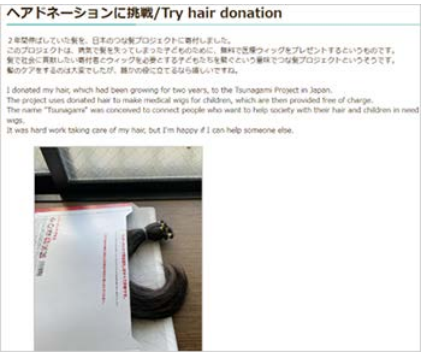 ヘアドネーションに挑戦/Try hair donation
２年間伸ばしていた髪を、日本のつな髪プロジェクトに寄付しました。
このプロジェクトは、病気で髪を失ってしまった子どものために、無料で医療ウィッグをプレゼントするというものです。
髪で社会に貢献したい寄付者とウィッグを必要とする子どもたちを繋ぐという意味でつな髪プロジェクトというそうです。
髪のケアをするのは大変でしたが、誰かの役に立てるなら嬉しいですね。
I donated my hair, which had been growing for two years, to the Tsunagami Project in Japan.
The project uses donated hair to make medical wigs for children, which are then provided free of charge.
The name "Tsunagami" was conceived to connect people who want to help society with their hair and children in need
wigs.
It was hard work taking care of my hair, but I'm happy if I can help someone else.